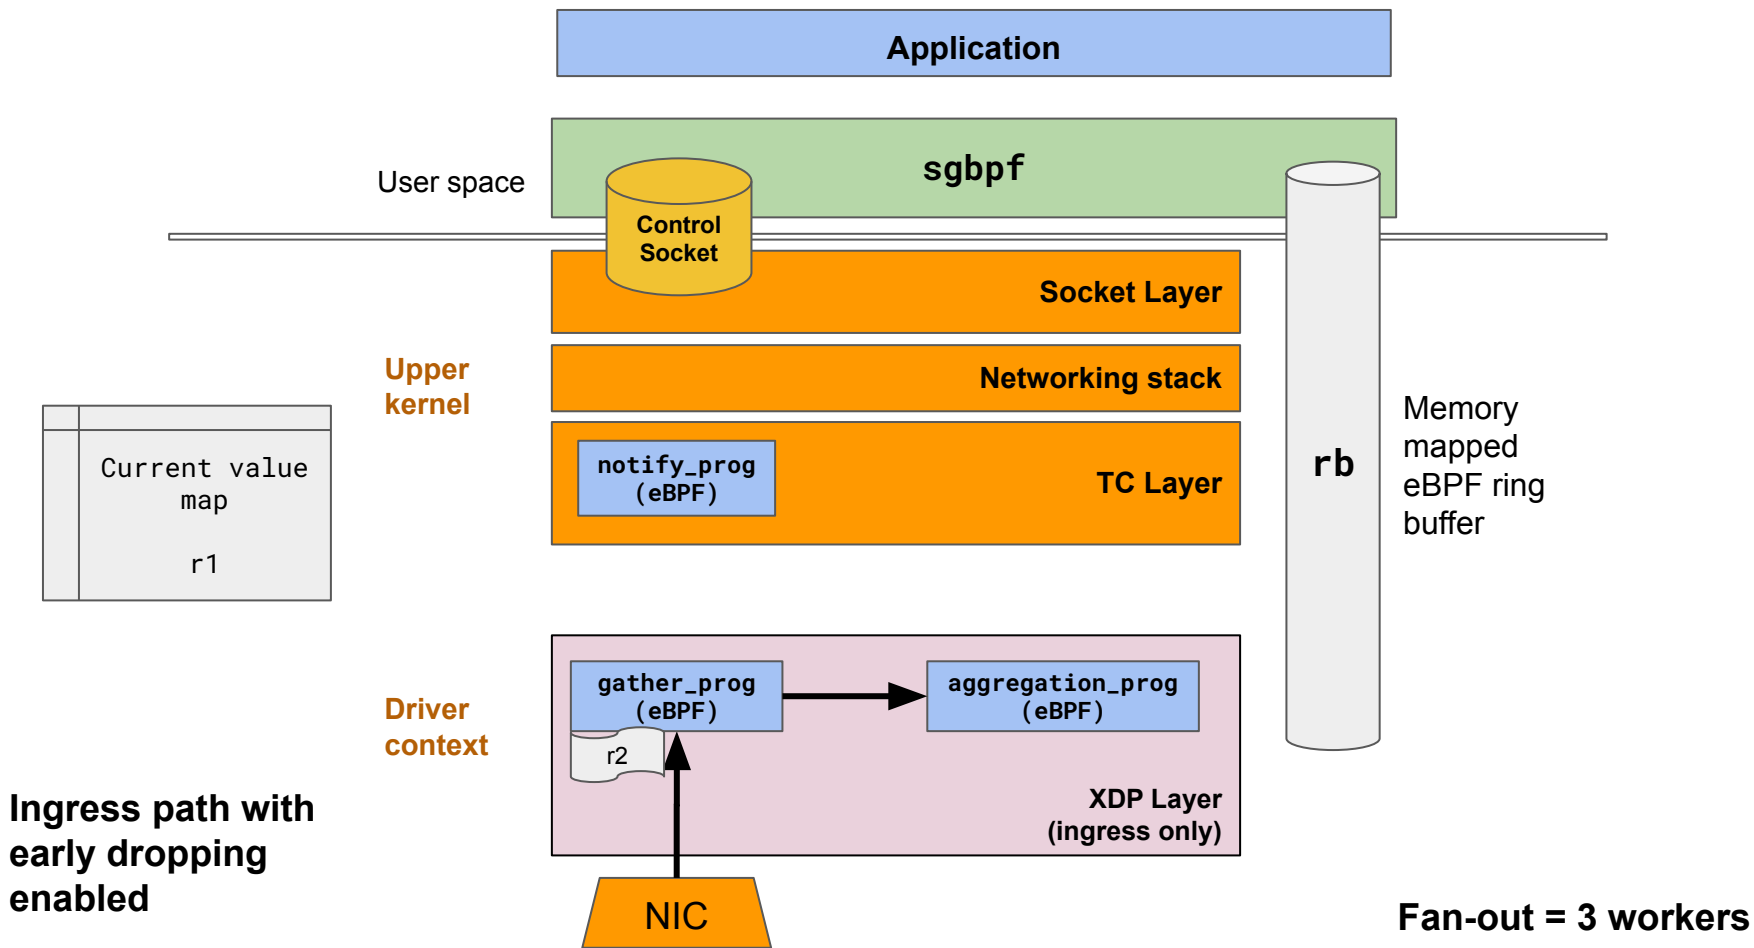 Application
sgbpf
User space
Control
Socket
Socket Layer
Upper
kernel
Networking stack
Current value
map
r1
notify_prog
(eBPF)
TC Layer
rb
Memory
mapped
eBPF ring
buffer
Driver
context
gather_prog
(eBPF)
aggregation_prog
(eBPF)
r2
XDP Layer
(ingress only)
Ingress path with
early dropping
enabled
NIC
Fan-out = 3 workers